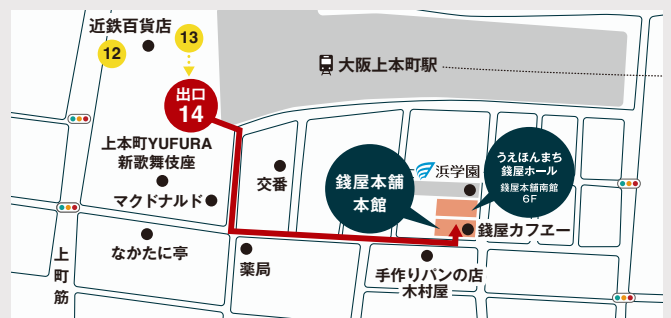 近鉄百貨店
12
13
出口
14
大阪上本町駅
上本町YUFURA
新歌舞伎座
マクドナルド
交番
錢屋本舗
本館
浜学園
うえほんまち
錢屋ホール
錢屋本舗南館
6F
錢屋カフエー
なかたに亭
薬局
手作りパンの店
木村屋
上町筋